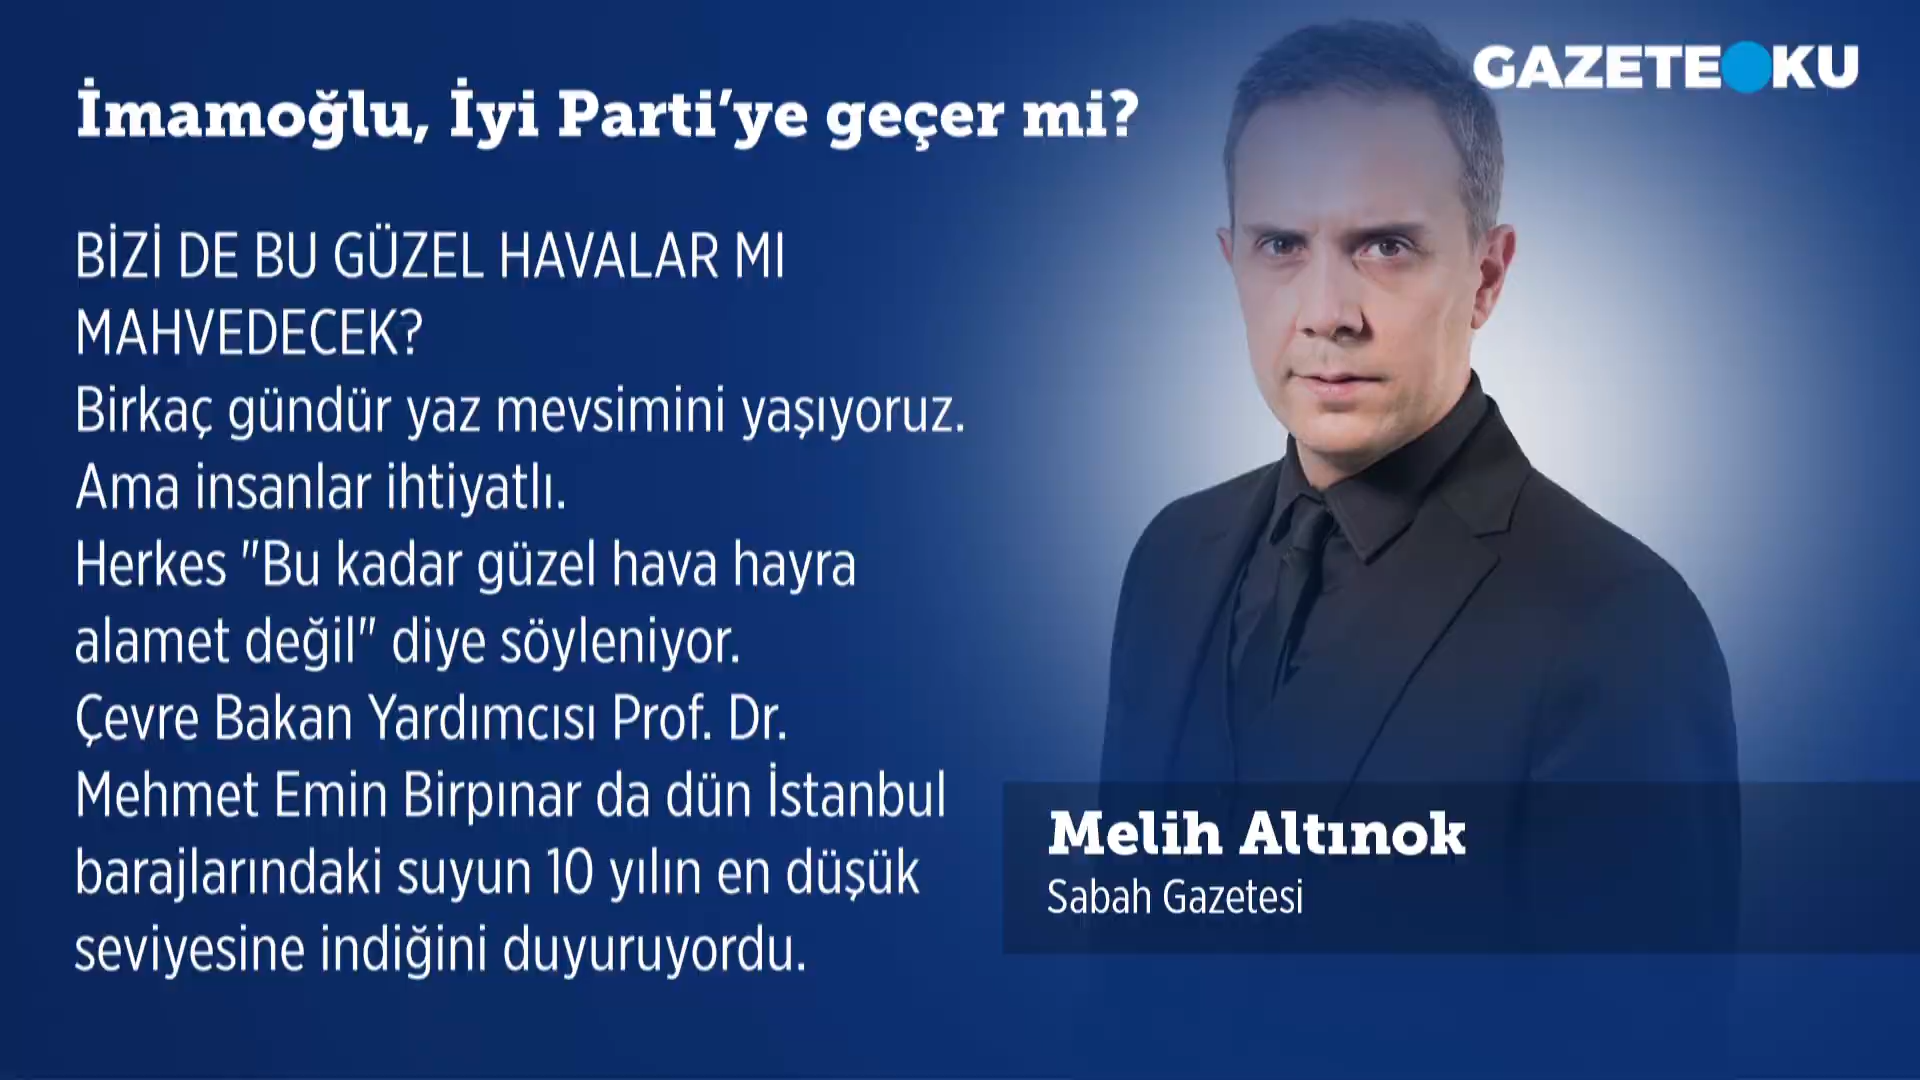 GAZETEOKU
İmamoğlu, İyi Parti’ye geçer mi?
BİZİ DE BU GÜZEL HAVALAR MI
MAHVEDECEK?
Birkaç gündür yaz mevsimini yaşıyoruz.
Ama insanlar ihtiyatlı.
Herkes "Bu kadar güzel hava hayra
alamet değil" diye söyleniyor.
Çevre Bakan Yardımcısı Prof. Dr.
Mehmet Emin Birpınar da dün İstanbul
barajlarındaki suyun 10 yılın en düşük
seviyesine indiğini duyuruyordu.
Melih Altınok
Sabah Gazetesi